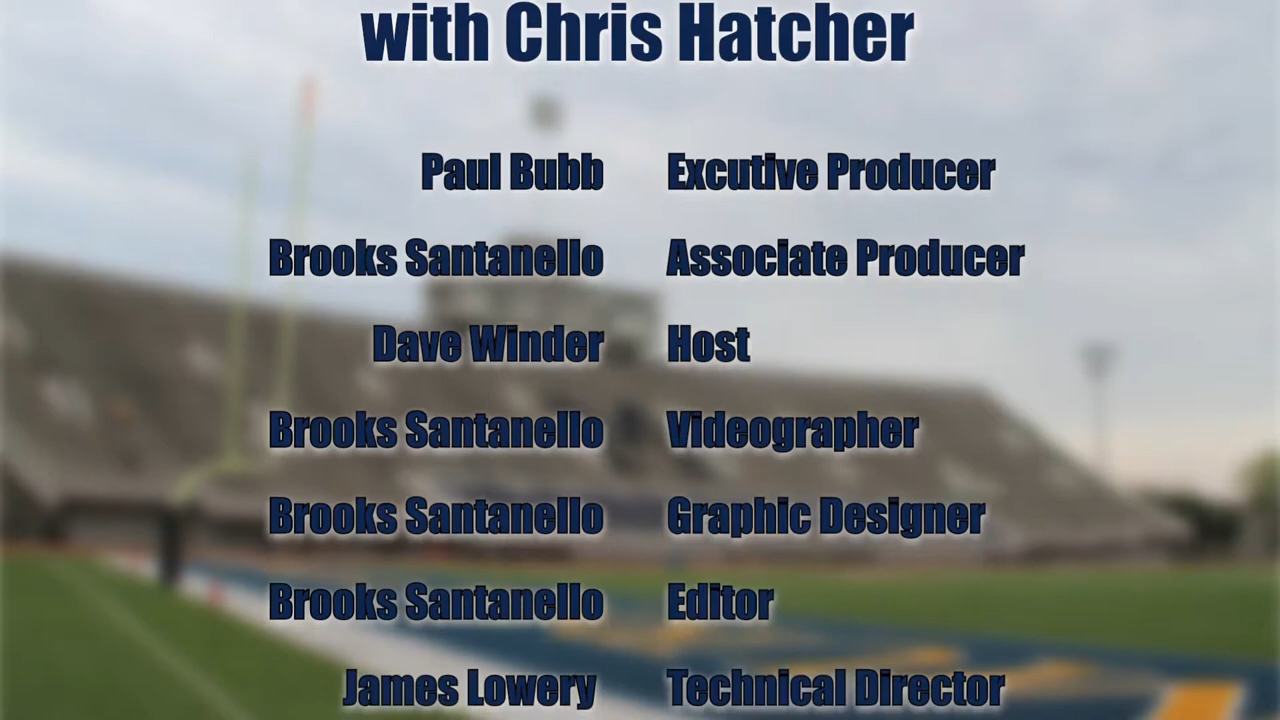 with Chris Hatcher
Paul Bubb Excutive Producer
Brooks Santanello Associate Producer
Dave Winder Host
Brooks Santanello Videographer
Brooks Santanello Graphic Designer
Brooks Santanello Editor
James Lowery Technical Director